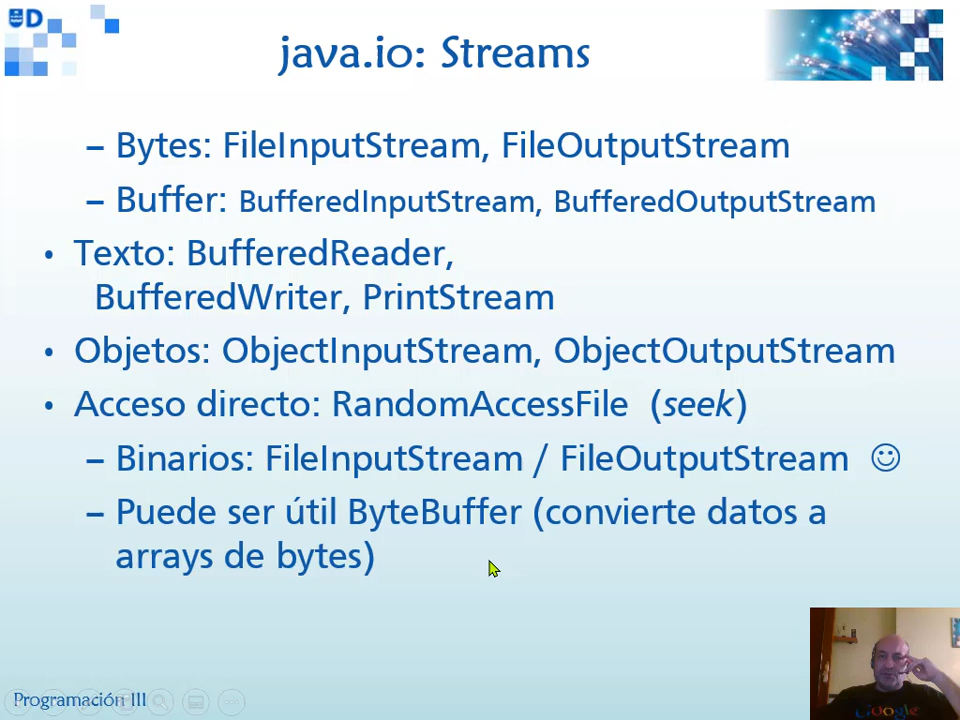 D
java.io: Streams
– Bytes: FileInputStream, FileOutputStream
– Buffer: BufferedInputStream, BufferedOutputStream
• Texto: BufferedReader,
BufferedWriter, PrintStream
• Objetos: ObjectInputStream, ObjectOutputStream
• Acceso directo: RandomAccessFile (seek)
– Binarios: FileInputStream / FileOutputStream ☺
– Puede ser útil ByteBuffer (convierte datos a
arrays de bytes)
Programación III
Google